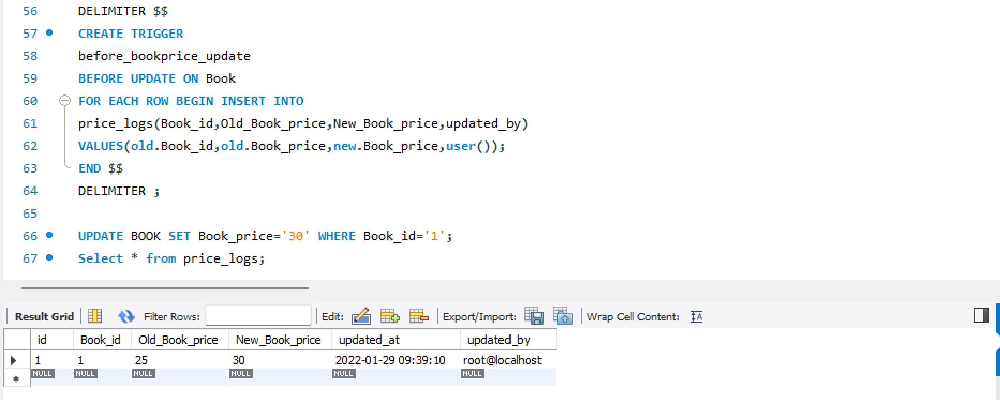 56 DELIMITER $$
57 CREATE TRIGGER
58 before_bookprice_update
59 BEFORE UPDATE ON Book
60 FOR EACH ROW BEGIN INSERT INTO
61 price_logs(Book_id,Old_Book_price,New_Book_price,updated_by)
62 VALUES(old.Book_id,old.Book_price,new.Book_price,user());
63 END $$
64 DELIMITER ;
65
66 UPDATE BOOK SET Book_price='30' WHERE Book_id='1';
67 Select * from price_logs;
Result Grid Filter Rows: Edit: Export/Import: Wrap Cell Content: A
id Book_id Old_Book_price New_Book_price updated_at updated_by
1 1 25 30 2022-01-29 09:39:10 root@localhost
NULL NULL NULL NULL NULL NULL